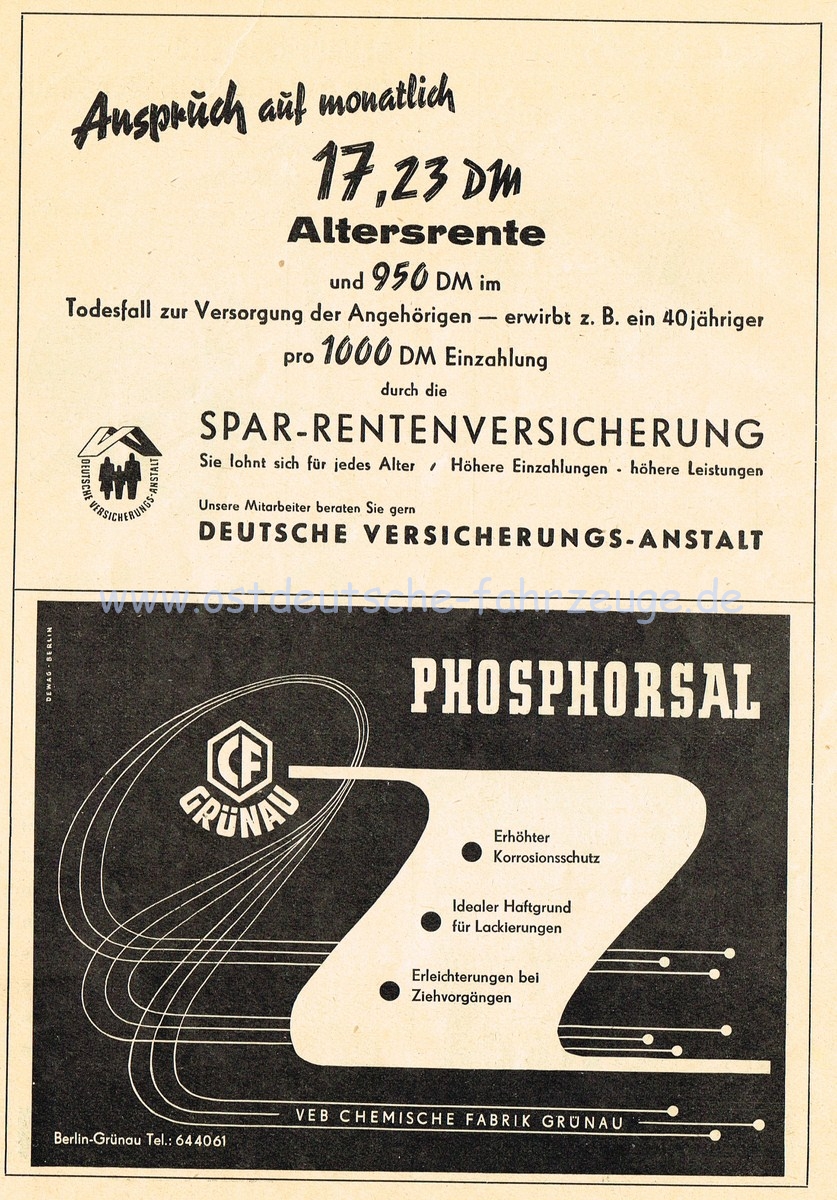 Anspruch auf monatlich
17,23 DM
Altersrente
und 950 DM im
Todesfall zur Versorgung der Angehörigen — erwirbt z. B. ein 40jähriger
pro 1000 DM Einzahlung
durch die
SPAR-RENTENVERSICHERUNG
Sie lohnt sich für jedes Alter / Höhere Einzahlungen - höhere Leistungen
DEUTSCHE VERSICHERUNGS-ANSTALT
Unsere Mitarbeiter beraten Sie gern
DEUTSCHE VERSICHERUNGS-ANSTALT
www.ostdeutsche-fahrzeuge.de
DEWAG-BERLIN
PHOSPHORSAL
CF
GRÜNAU
Erhöhter
Korrosionsschutz
Idealer Haftgrund
für Lackierungen
Erleichterungen bei
Ziehvorgängen
VEB CHEMISCHE FABRIK GRÜNAU
Berlin-Grünau Tel.: 644061